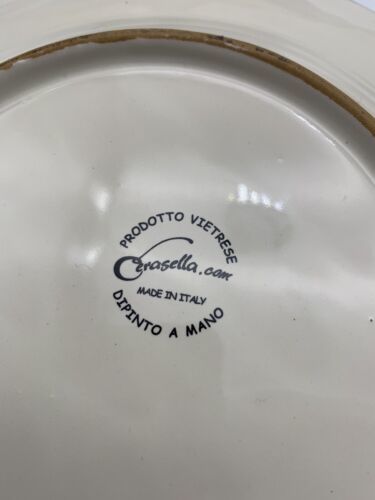 PRODOTTO VIETRESE
Cerasella.com
MADE IN ITALY
DIPINTO A MANO